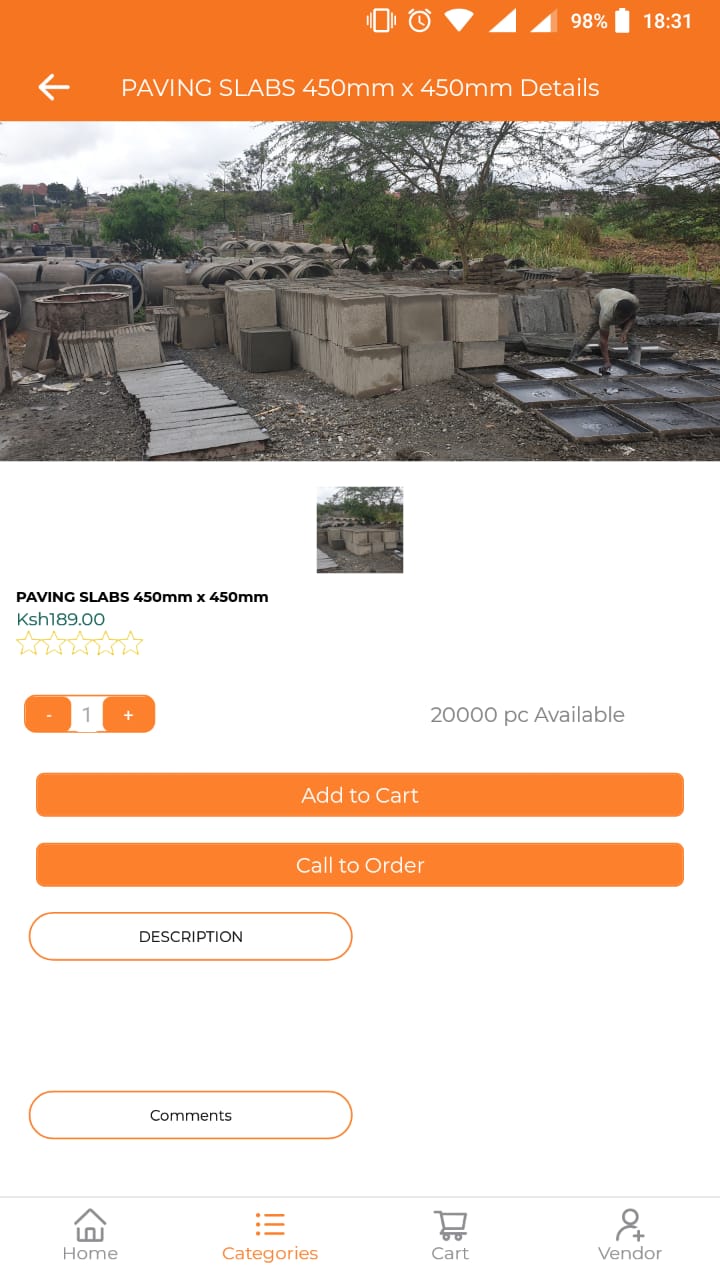 98% 18:31
PAVING SLABS 450mm x 450mm Details
PAVING SLABS 450mm x 450mm
Ksh189.00
- 1 + 20000 pc Available
Add to Cart
Call to Order
DESCRIPTION
Comments
Home Categories Cart Vendor